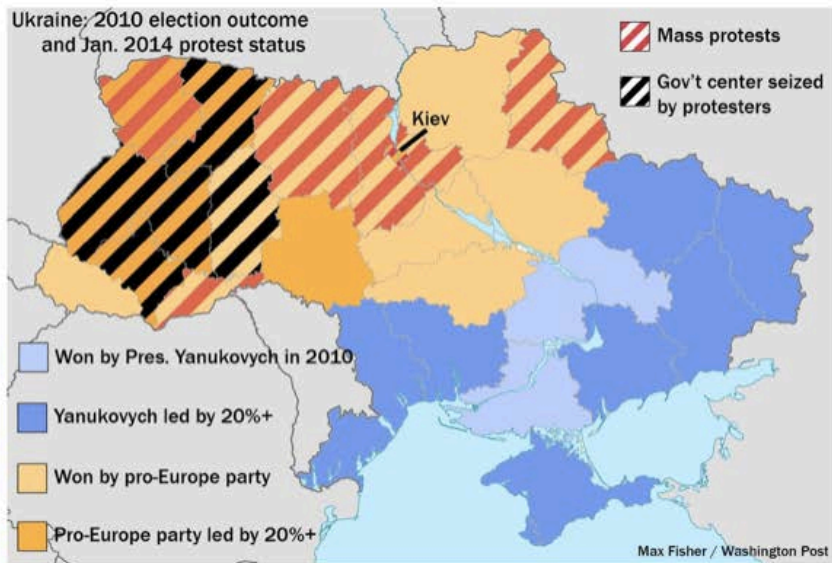 Ukraine: 2010 election outcome
and Jan. 2014 protest status
Mass protests
Gov't center seized
by protesters
Kiev
Won by Pres. Yanukovych in 2010
Yanukovych led by 20%+
Won by pro-Europe party
Pro-Europe party led by 20%+
Max Fisher / Washington Post